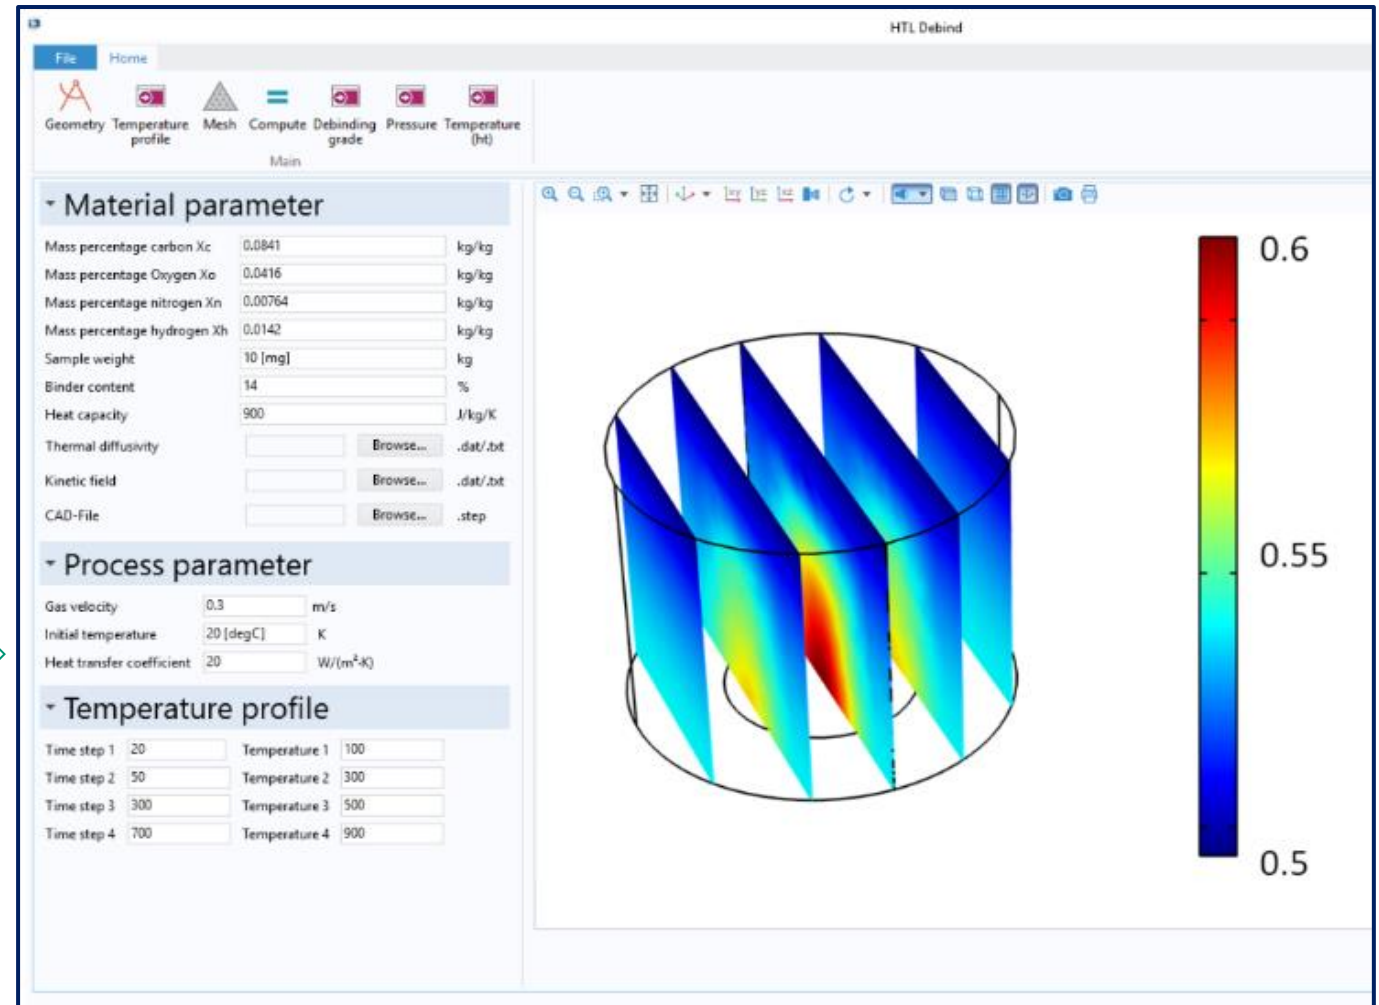 HTL Debind
File Home
Geometry Temperature profile Mesh Compute Debinding grade Pressure Temperature (ht)
Main
Material parameter
Mass percentage carbon Xc 0.0841 kg/kg
Mass percentage Oxygen Xo 0.0416 kg/kg
Mass percentage nitrogen Xn 0.00764 kg/kg
Mass percentage hydrogen Xh 0.0142 kg/kg
Sample weight 10 [mg] kg
Binder content 14 %
Heat capacity 900 J/kg/K
Thermal diffusivity Browse... .dat/.txt
Kinetic field Browse... .dat/.txt
CAD-File Browse... .step
Process parameter
Gas velocity 0.3 m/s
Initial temperature 20 [degC] K
Heat transfer coefficient 20 W/(m²·K)
Temperature profile
Time step 1 20 Temperature 1 100
Time step 2 50 Temperature 2 300
Time step 3 300 Temperature 3 500
Time step 4 700 Temperature 4 900
0.6
0.55
0.5